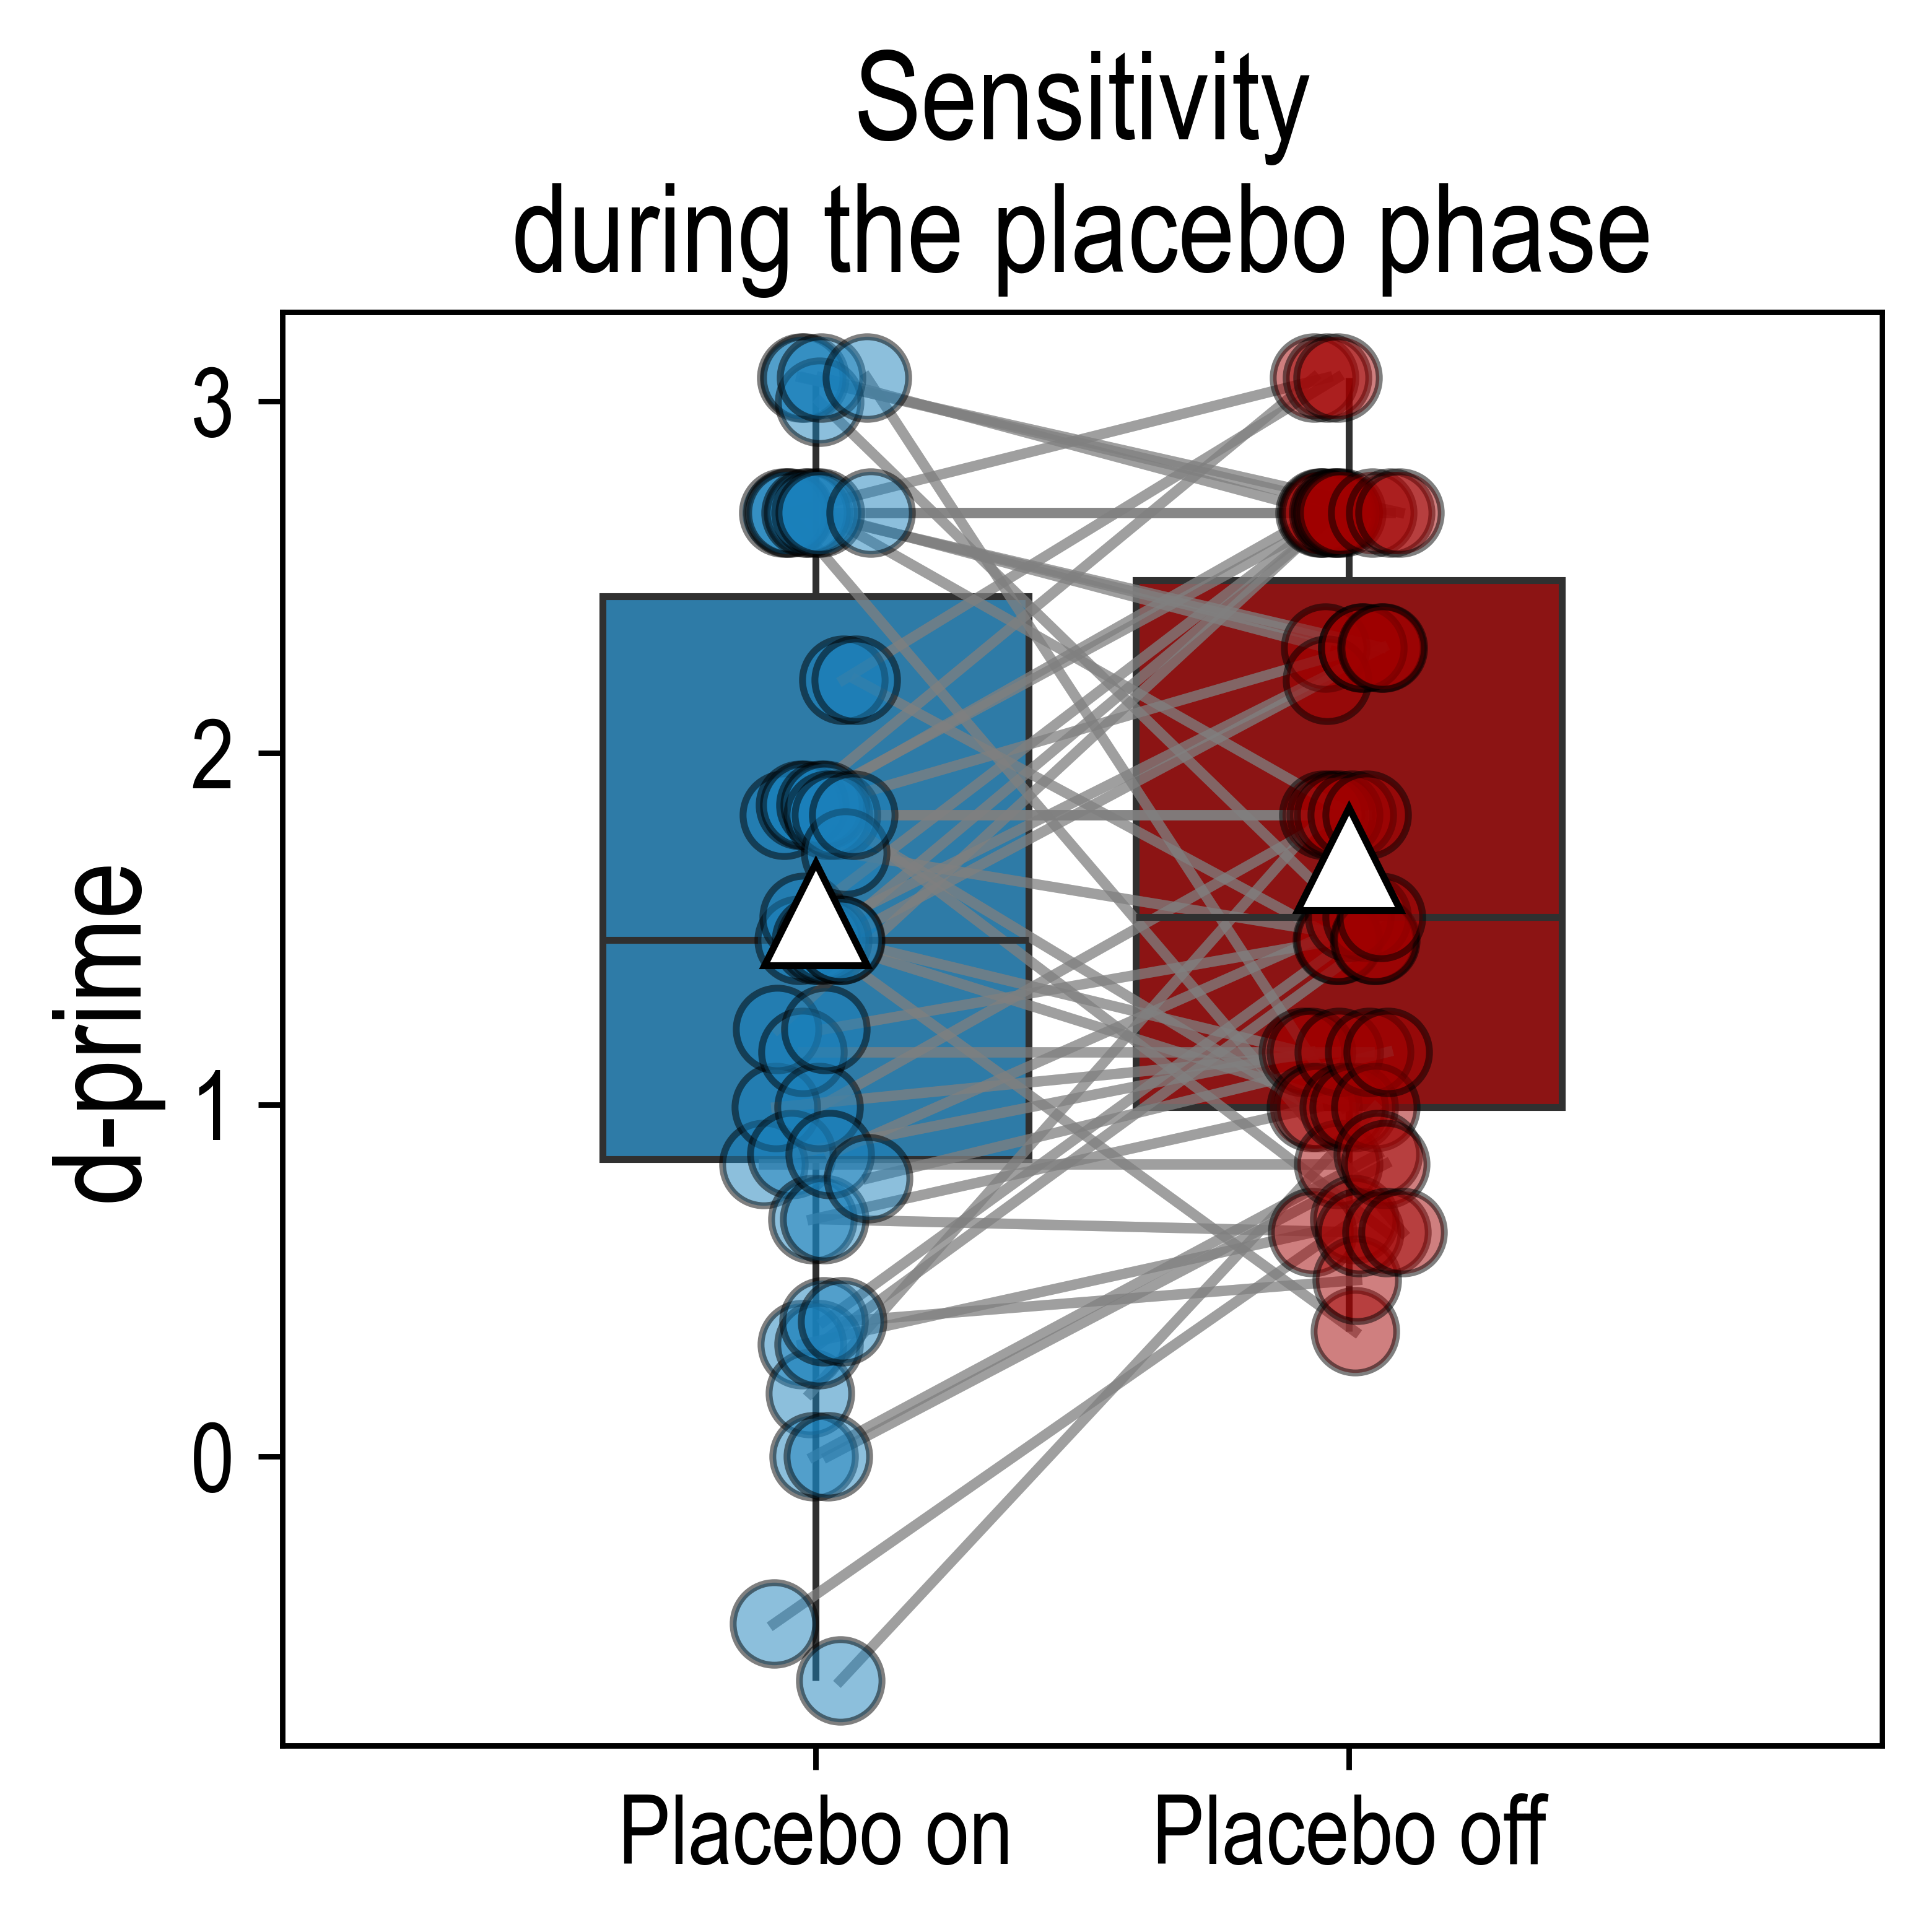 Sensitivity
during the placebo phase
d-prime
3
2
1
0
Placebo on
Placebo off